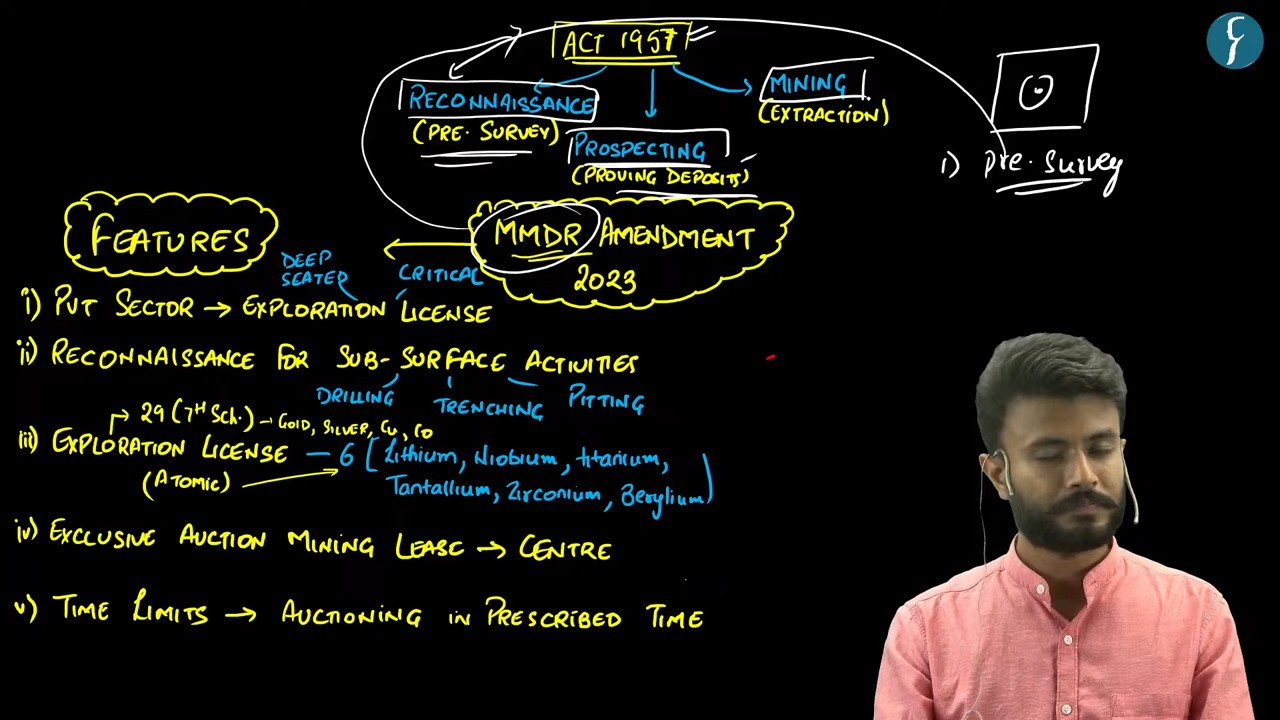 ACT 1957
RECONNAISSANCE
(PRE-SURVEY)
PROSPECTING
(PROVING DEPOSITS)
MINING
(EXTRACTION)
i) Pre-Survey
FEATURES
MMDR AMENDMENT
2023
DEEP
SEATER
CRITICAL
i) PVT SECTOR → EXPLORATION LICENSE
ii) RECONNAISSANCE FOR SUB-SURFACE ACTIVITIES
DRILLING TRENCHING PITTING
29 (7TH Sch.) - GOLD, SILVER, Cu, CO
iii) EXPLORATION LICENSE - 6 [Lithium, Niobium, titanium,
(ATOMIC) Tantallium, Zirconium, Berylium]
iv) EXCLUSIVE AUCTION MINING LEASE → CENTRE
v) TIME LIMITS → AUCTIONING IN PRESCRIBED TIME